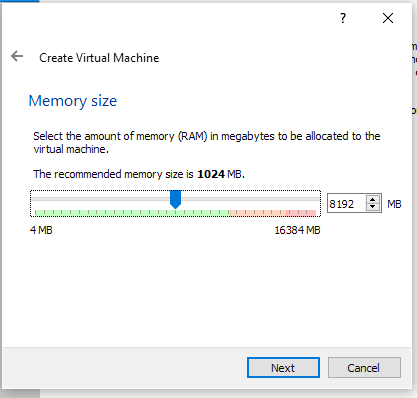 Create Virtual Machine
Memory size
Select the amount of memory (RAM) in megabytes to be allocated to the
virtual machine.
The recommended memory size is 1024 MB.
8192 MB
4 MB 16384 MB
Next Cancel